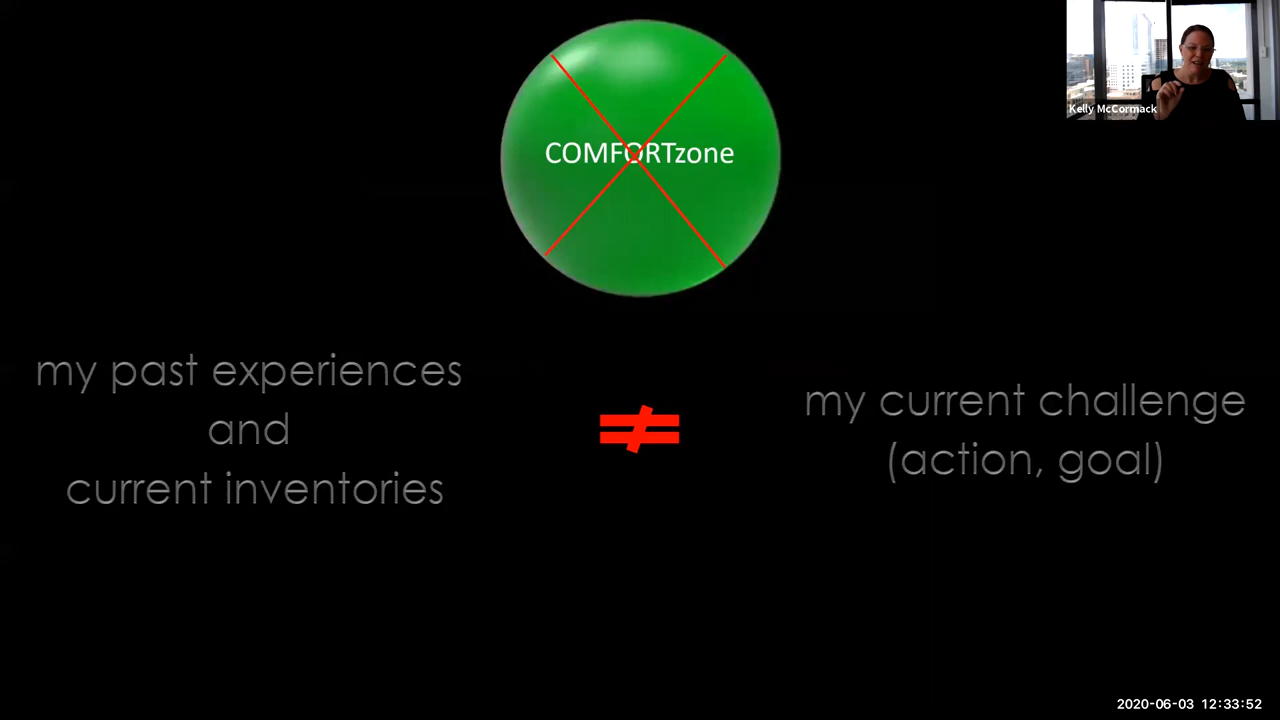 COMFORTzone
Kelly McCormack
my past experiences
and
current inventories
≠
my current challenge
(action, goal)
2020-06-03 12:33:52